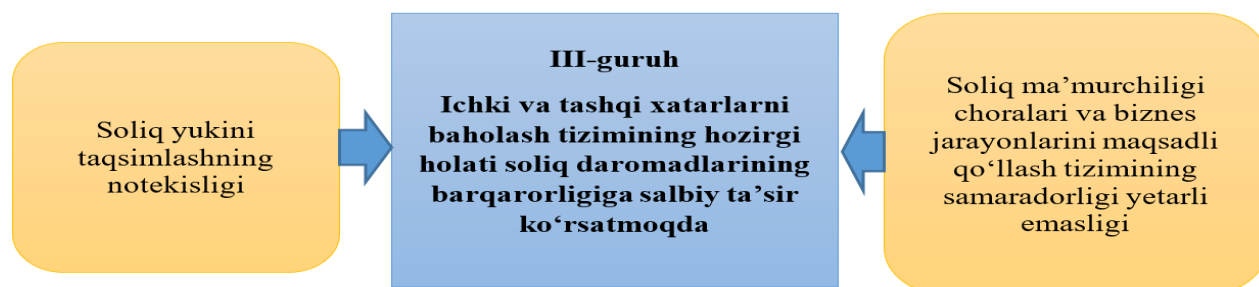 Soliq yukini
taqsimlashning
notekisligi
III-guruh
Ichki va tashqi xatarlarni
baholash tizimining hozirgi
holati soliq daromadlarining
barqarorligiga salbiy ta’sir
ko‘rsatmoqda
Soliq ma’murchiligi
choralari va biznes
jarayonlarini maqsadli
qo‘llash tizimining
samaradorligi yetarli
emasligi